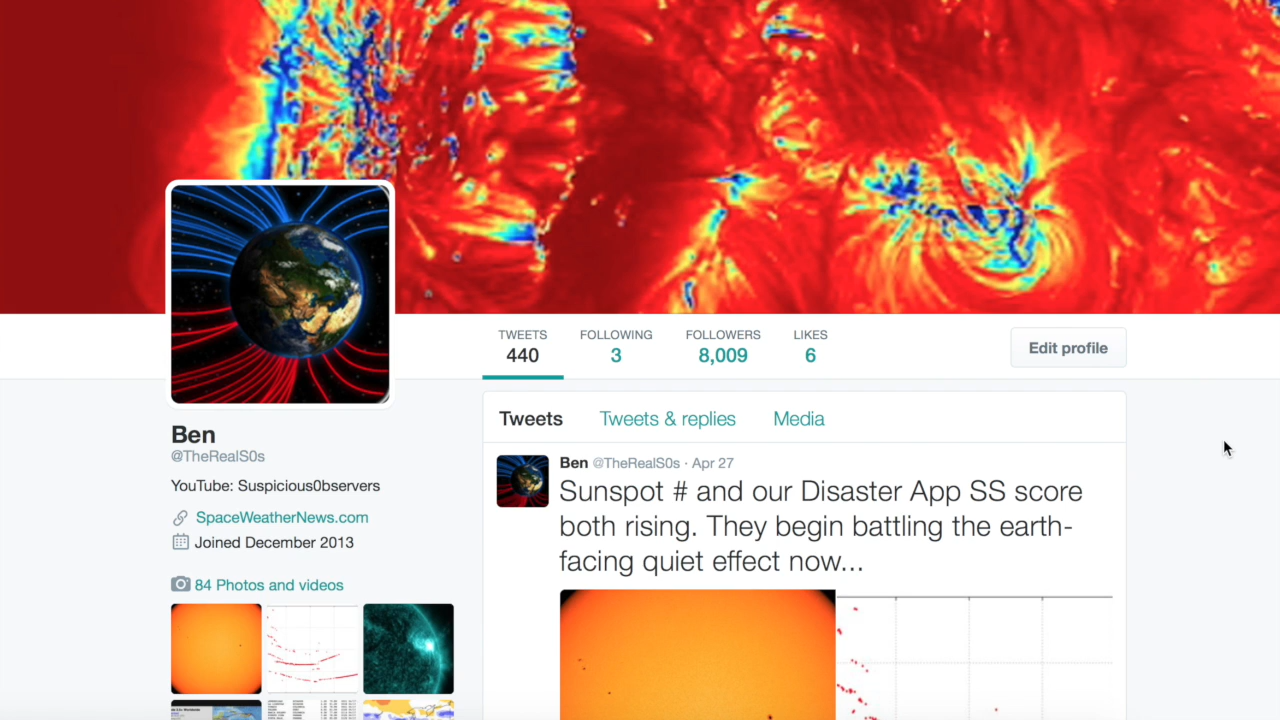 TWEETS FOLLOWING FOLLOWERS LIKES
440 3 8,009 6
Edit profile
Ben
@TheRealS0s
YouTube: Suspicious0bservers
SpaceWeatherNews.com
Joined December 2013
84 Photos and videos
Tweets Tweets & replies Media
Ben @TheRealS0s · Apr 27
Sunspot # and our Disaster App SS score
both rising. They begin battling the earth-
facing quiet effect now...